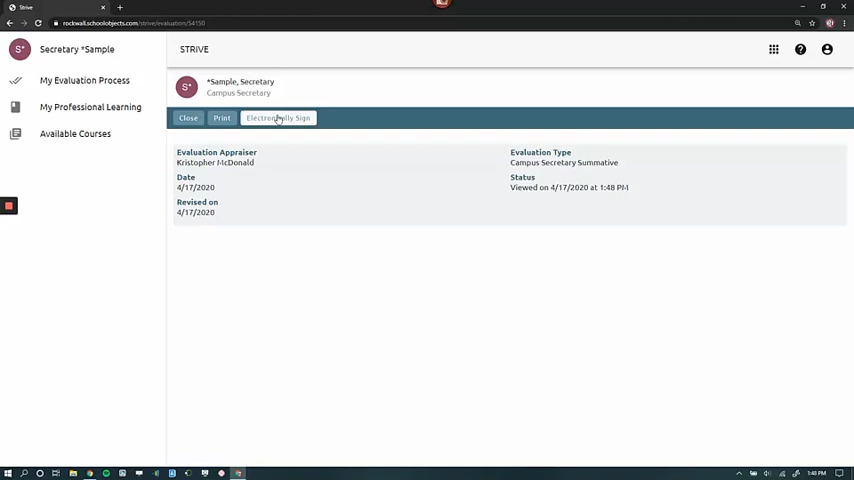 Strive
rockwall.schoolobjects.com/strive/evaluation/54150
S*
Secretary *Sample
STRIVE
My Evaluation Process
My Professional Learning
Available Courses
S*
*Sample, Secretary
Campus Secretary
Close
Print
Electronically Sign
Evaluation Appraiser
Kristopher McDonald
Date
4/17/2020
Revised on
4/17/2020
Evaluation Type
Campus Secretary Summative
Status
Viewed on 4/17/2020 at 1:48 PM
1:48 PM